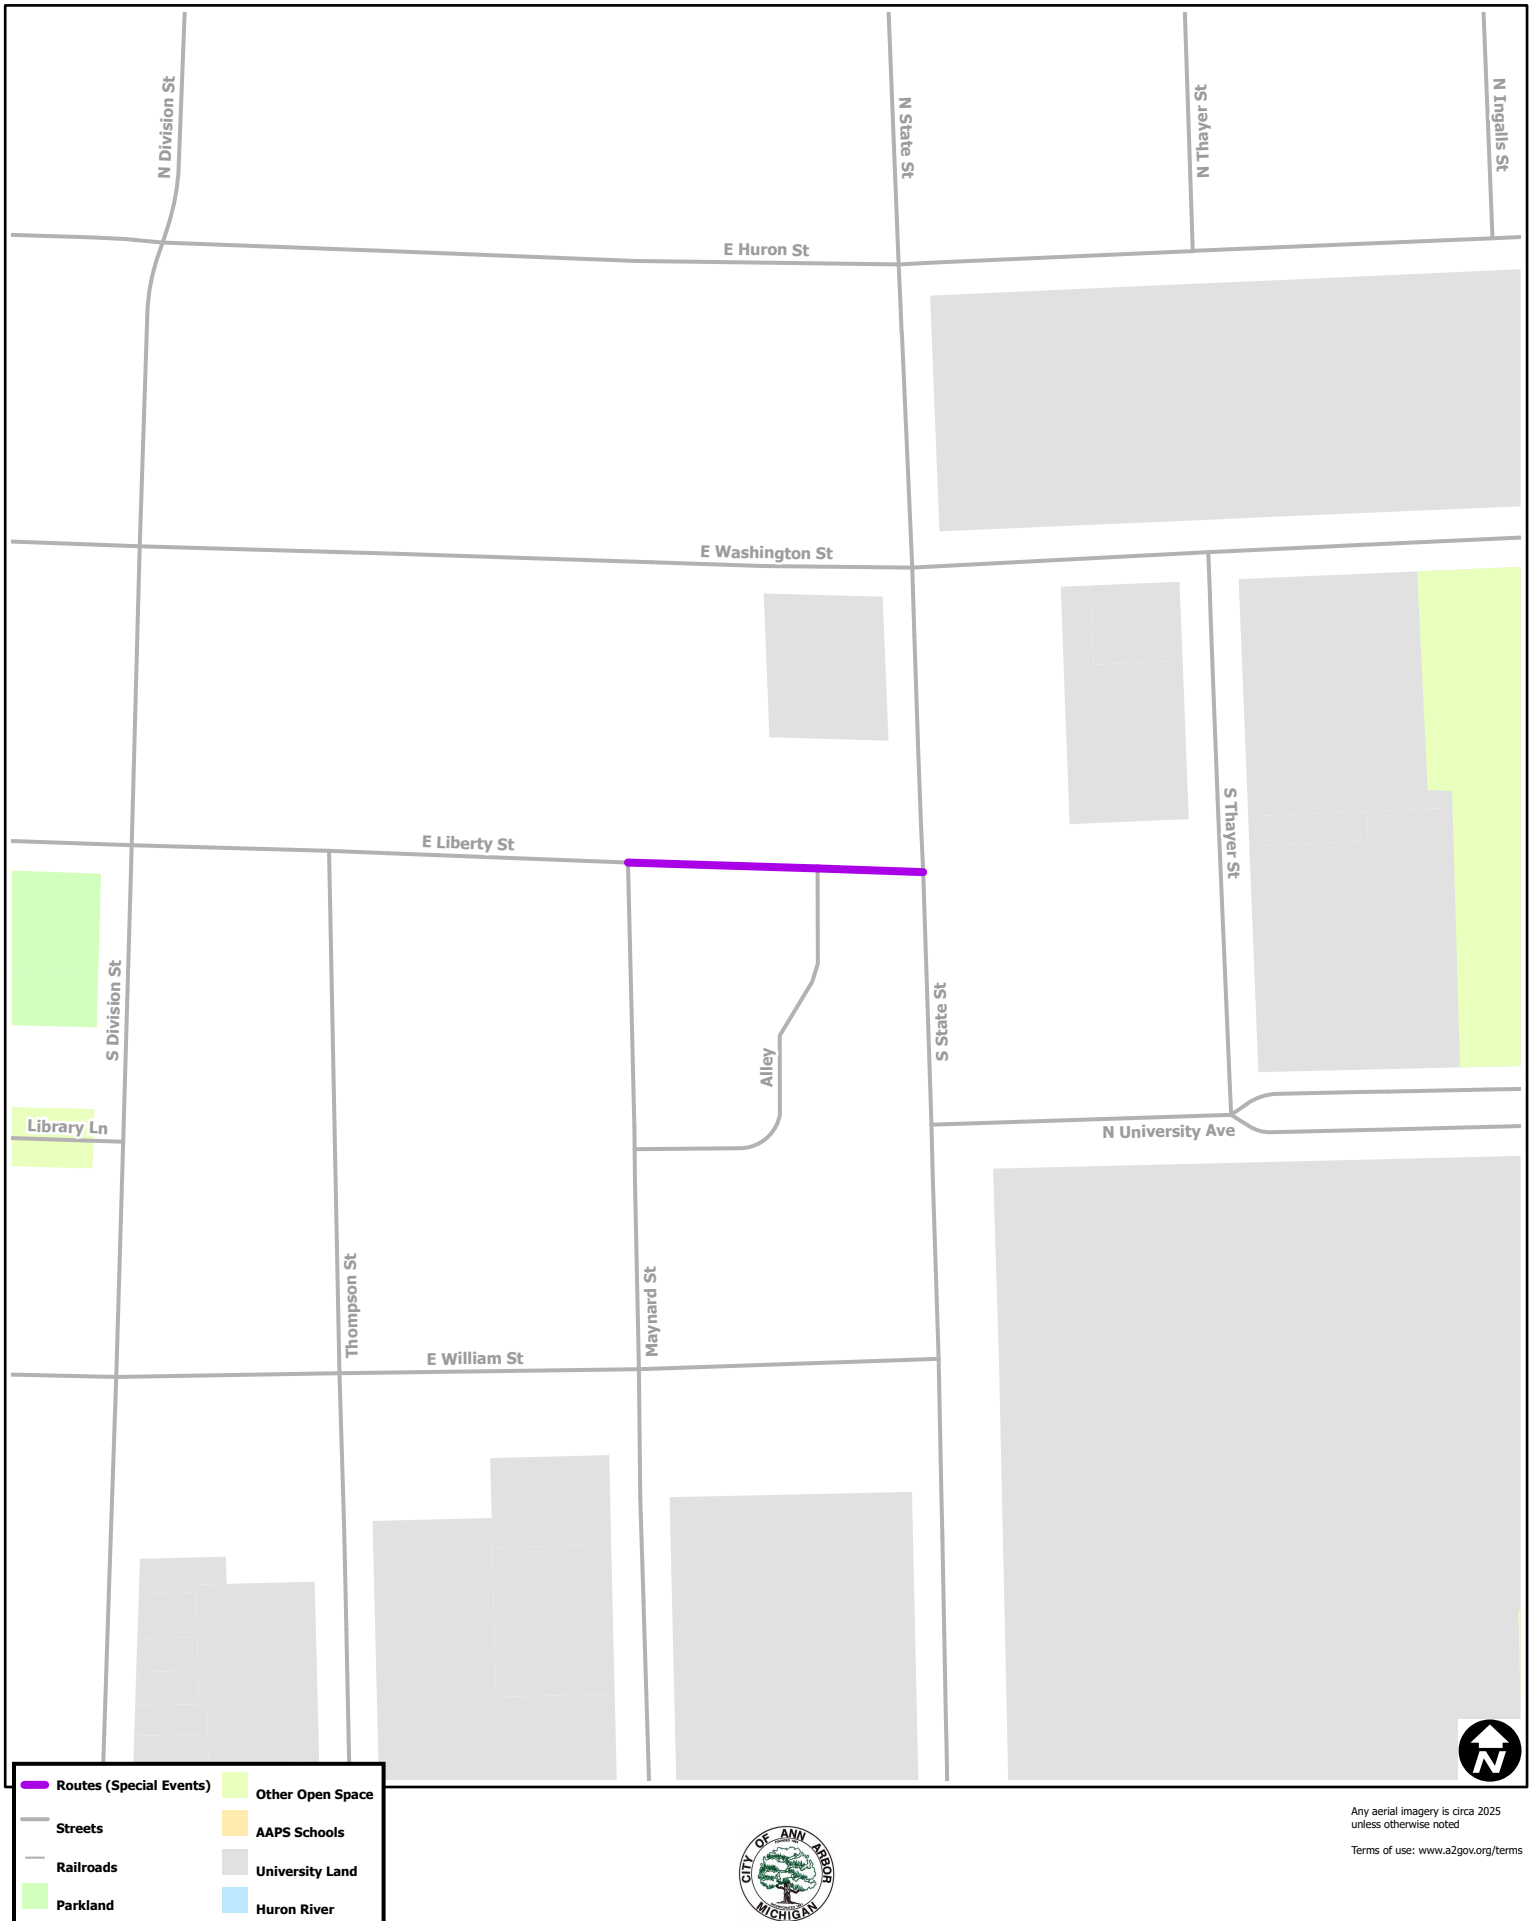 N Division St
N State St
N Thayer St
N Ingalls St
E Huron St
E Washington St
E Liberty St
S Thayer St
S Division St
S State St
Alley
Library Ln
N University Ave
Thompson St
Maynard St
E William St
N
Routes (Special Events)
Streets
Railroads
Parkland
Other Open Space
AAPS Schools
University Land
Huron River
CITY OF ANN ARBOR
MICHIGAN
Any aerial imagery is circa 2025
unless otherwise noted
Terms of use: www.a2gov.org/terms